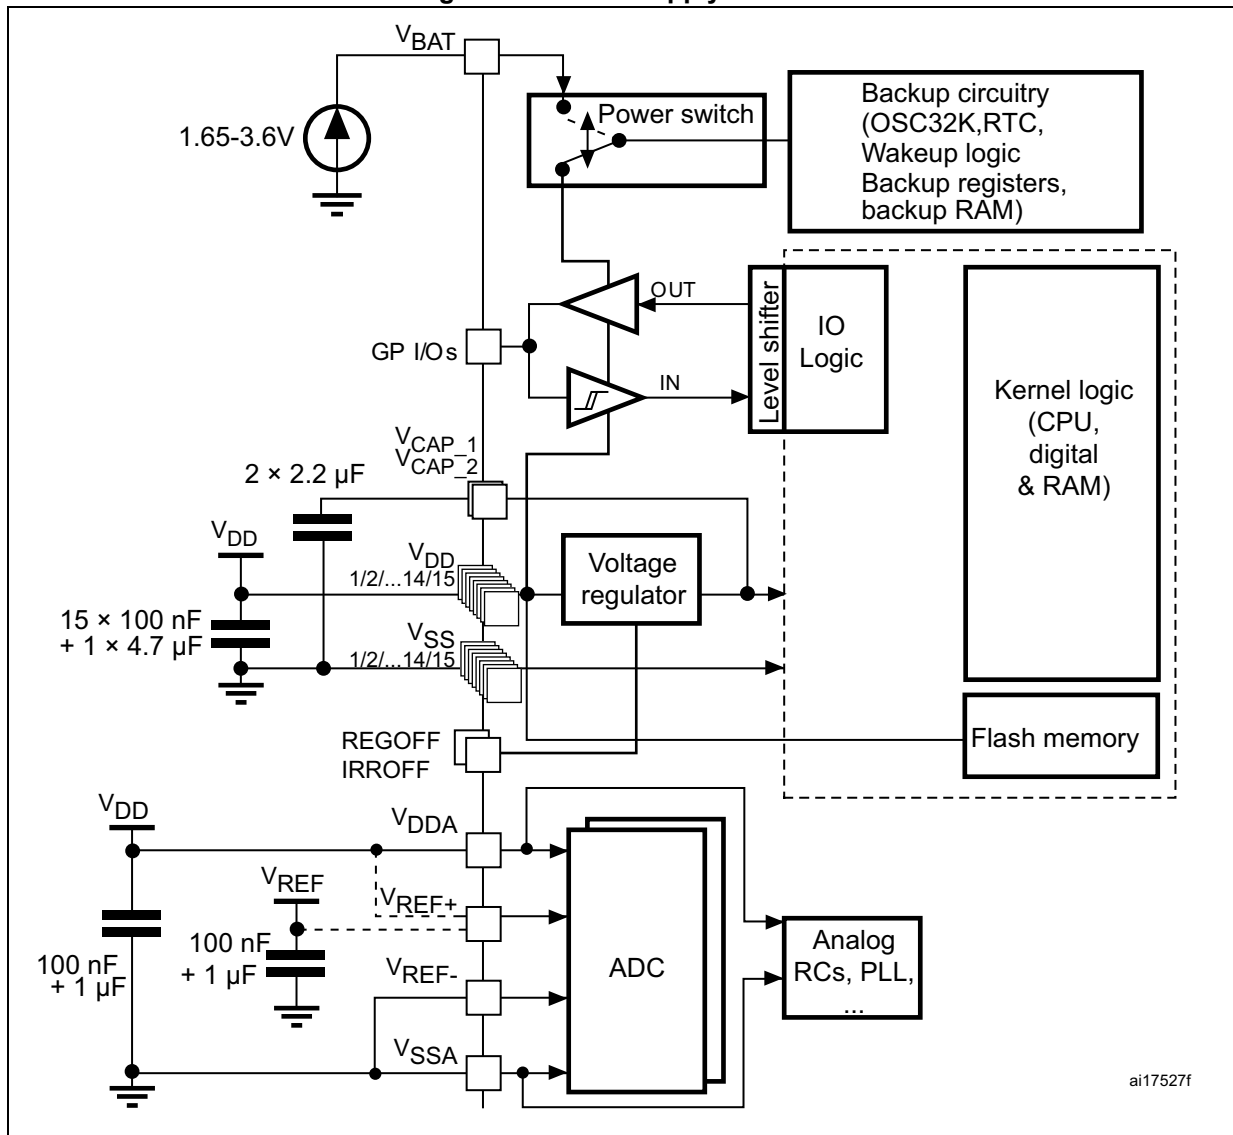 VBAT
1.65-3.6V
Power switch
Backup circuitry
(OSC32K,RTC,
Wakeup logic
Backup registers,
backup RAM)
OUT
GP I/Os
IN
Level shifter
IO
Logic
Kernel logic
(CPU,
digital
& RAM)
VCAP_1
VCAP_2
2 × 2.2 µF
VDD
VDD
1/2/...14/15
Voltage
regulator
15 × 100 nF
+ 1 × 4.7 µF
VSS
1/2/...14/15
REGOFF
IRROFF
Flash memory
VDD
VDDA
VREF
VREF+
100 nF
+ 1 µF
100 nF
+ 1 µF
VREF-
ADC
Analog
RCs, PLL,
...
VSSA
ai17527f